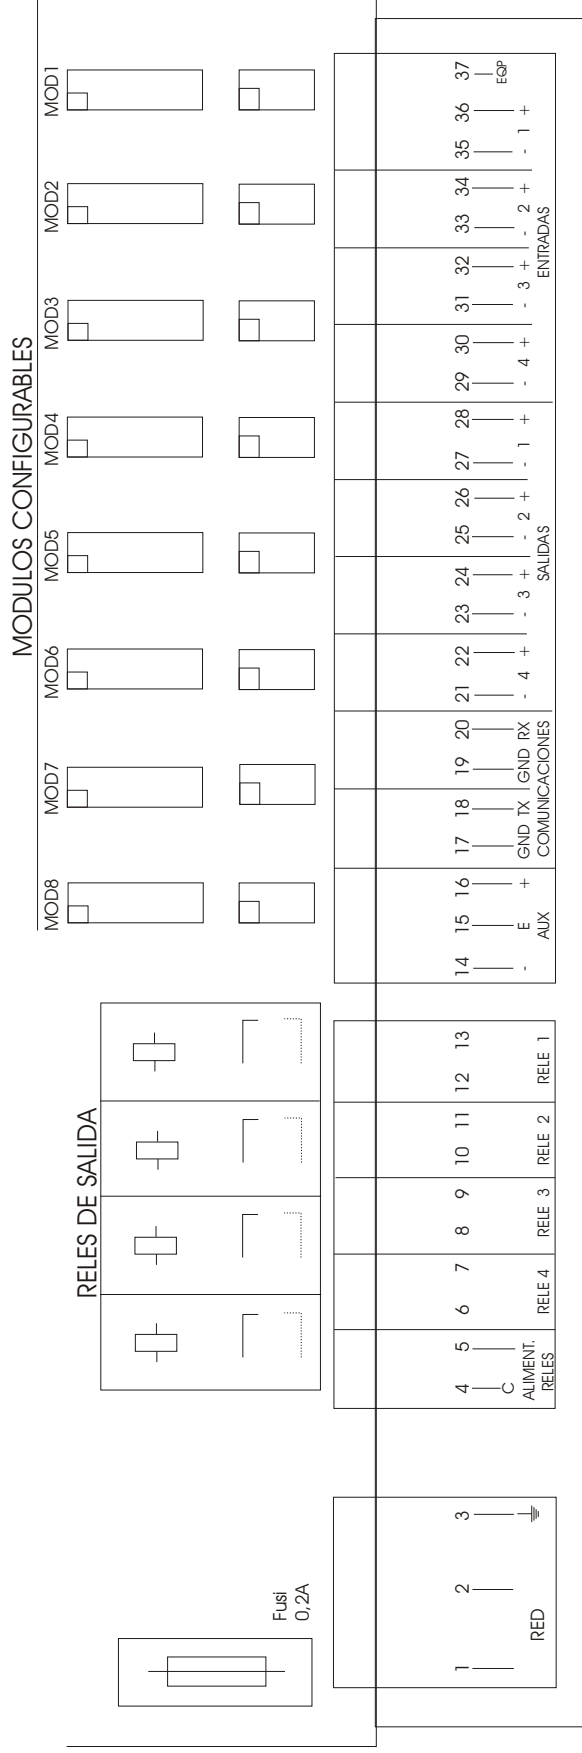 MODULOS CONFIGURABLES
MOD8 MOD7 MOD6 MOD5 MOD4 MOD3 MOD2 MOD1
RELES DE SALIDA
Fusi
0,2A
1 2 3 4 5 6 7 8 9 10 11 12 13 14 15 16 17 18 19 20 21 22 23 24 25 26 27 28 29 30 31 32 33 34 35 36 37
C
EQP
- E + GND TX GND RX - 4 + - 3 + - 2 + - 1 + - 4 + - 3 + - 2 + - 1 +
RED
ALIMENT.
RELES
RELE 4 RELE 3 RELE 2 RELE 1
AUX COMUNICACIONES SALIDAS ENTRADAS